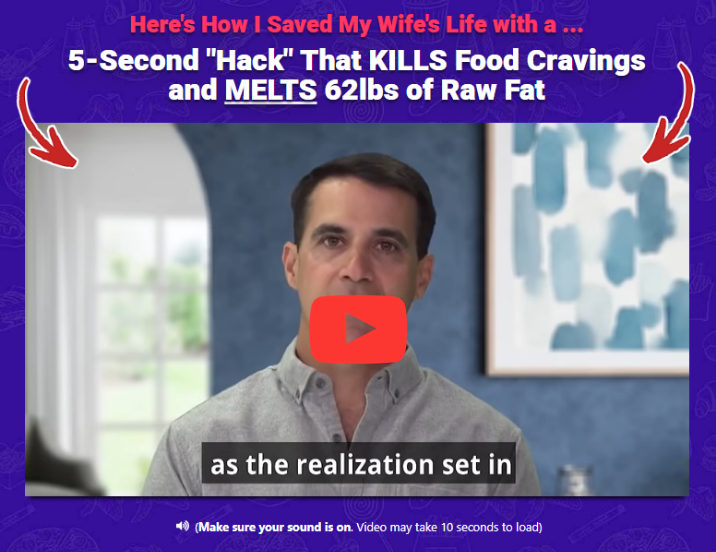 Here's How I Saved My Wife's Life with a ...
5-Second "Hack" That KILLS Food Cravings
and MELTS 62lbs of Raw Fat
as the realization set in
(Make sure your sound is on. Video may take 10 seconds to load)